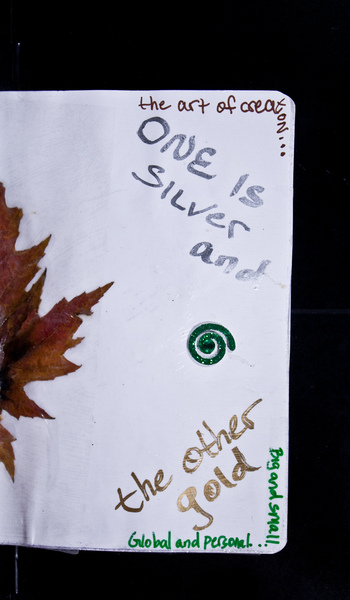 the art of creation...
ONE Is
SILVER
and
the other
gold
Big and small
Global and Personal...